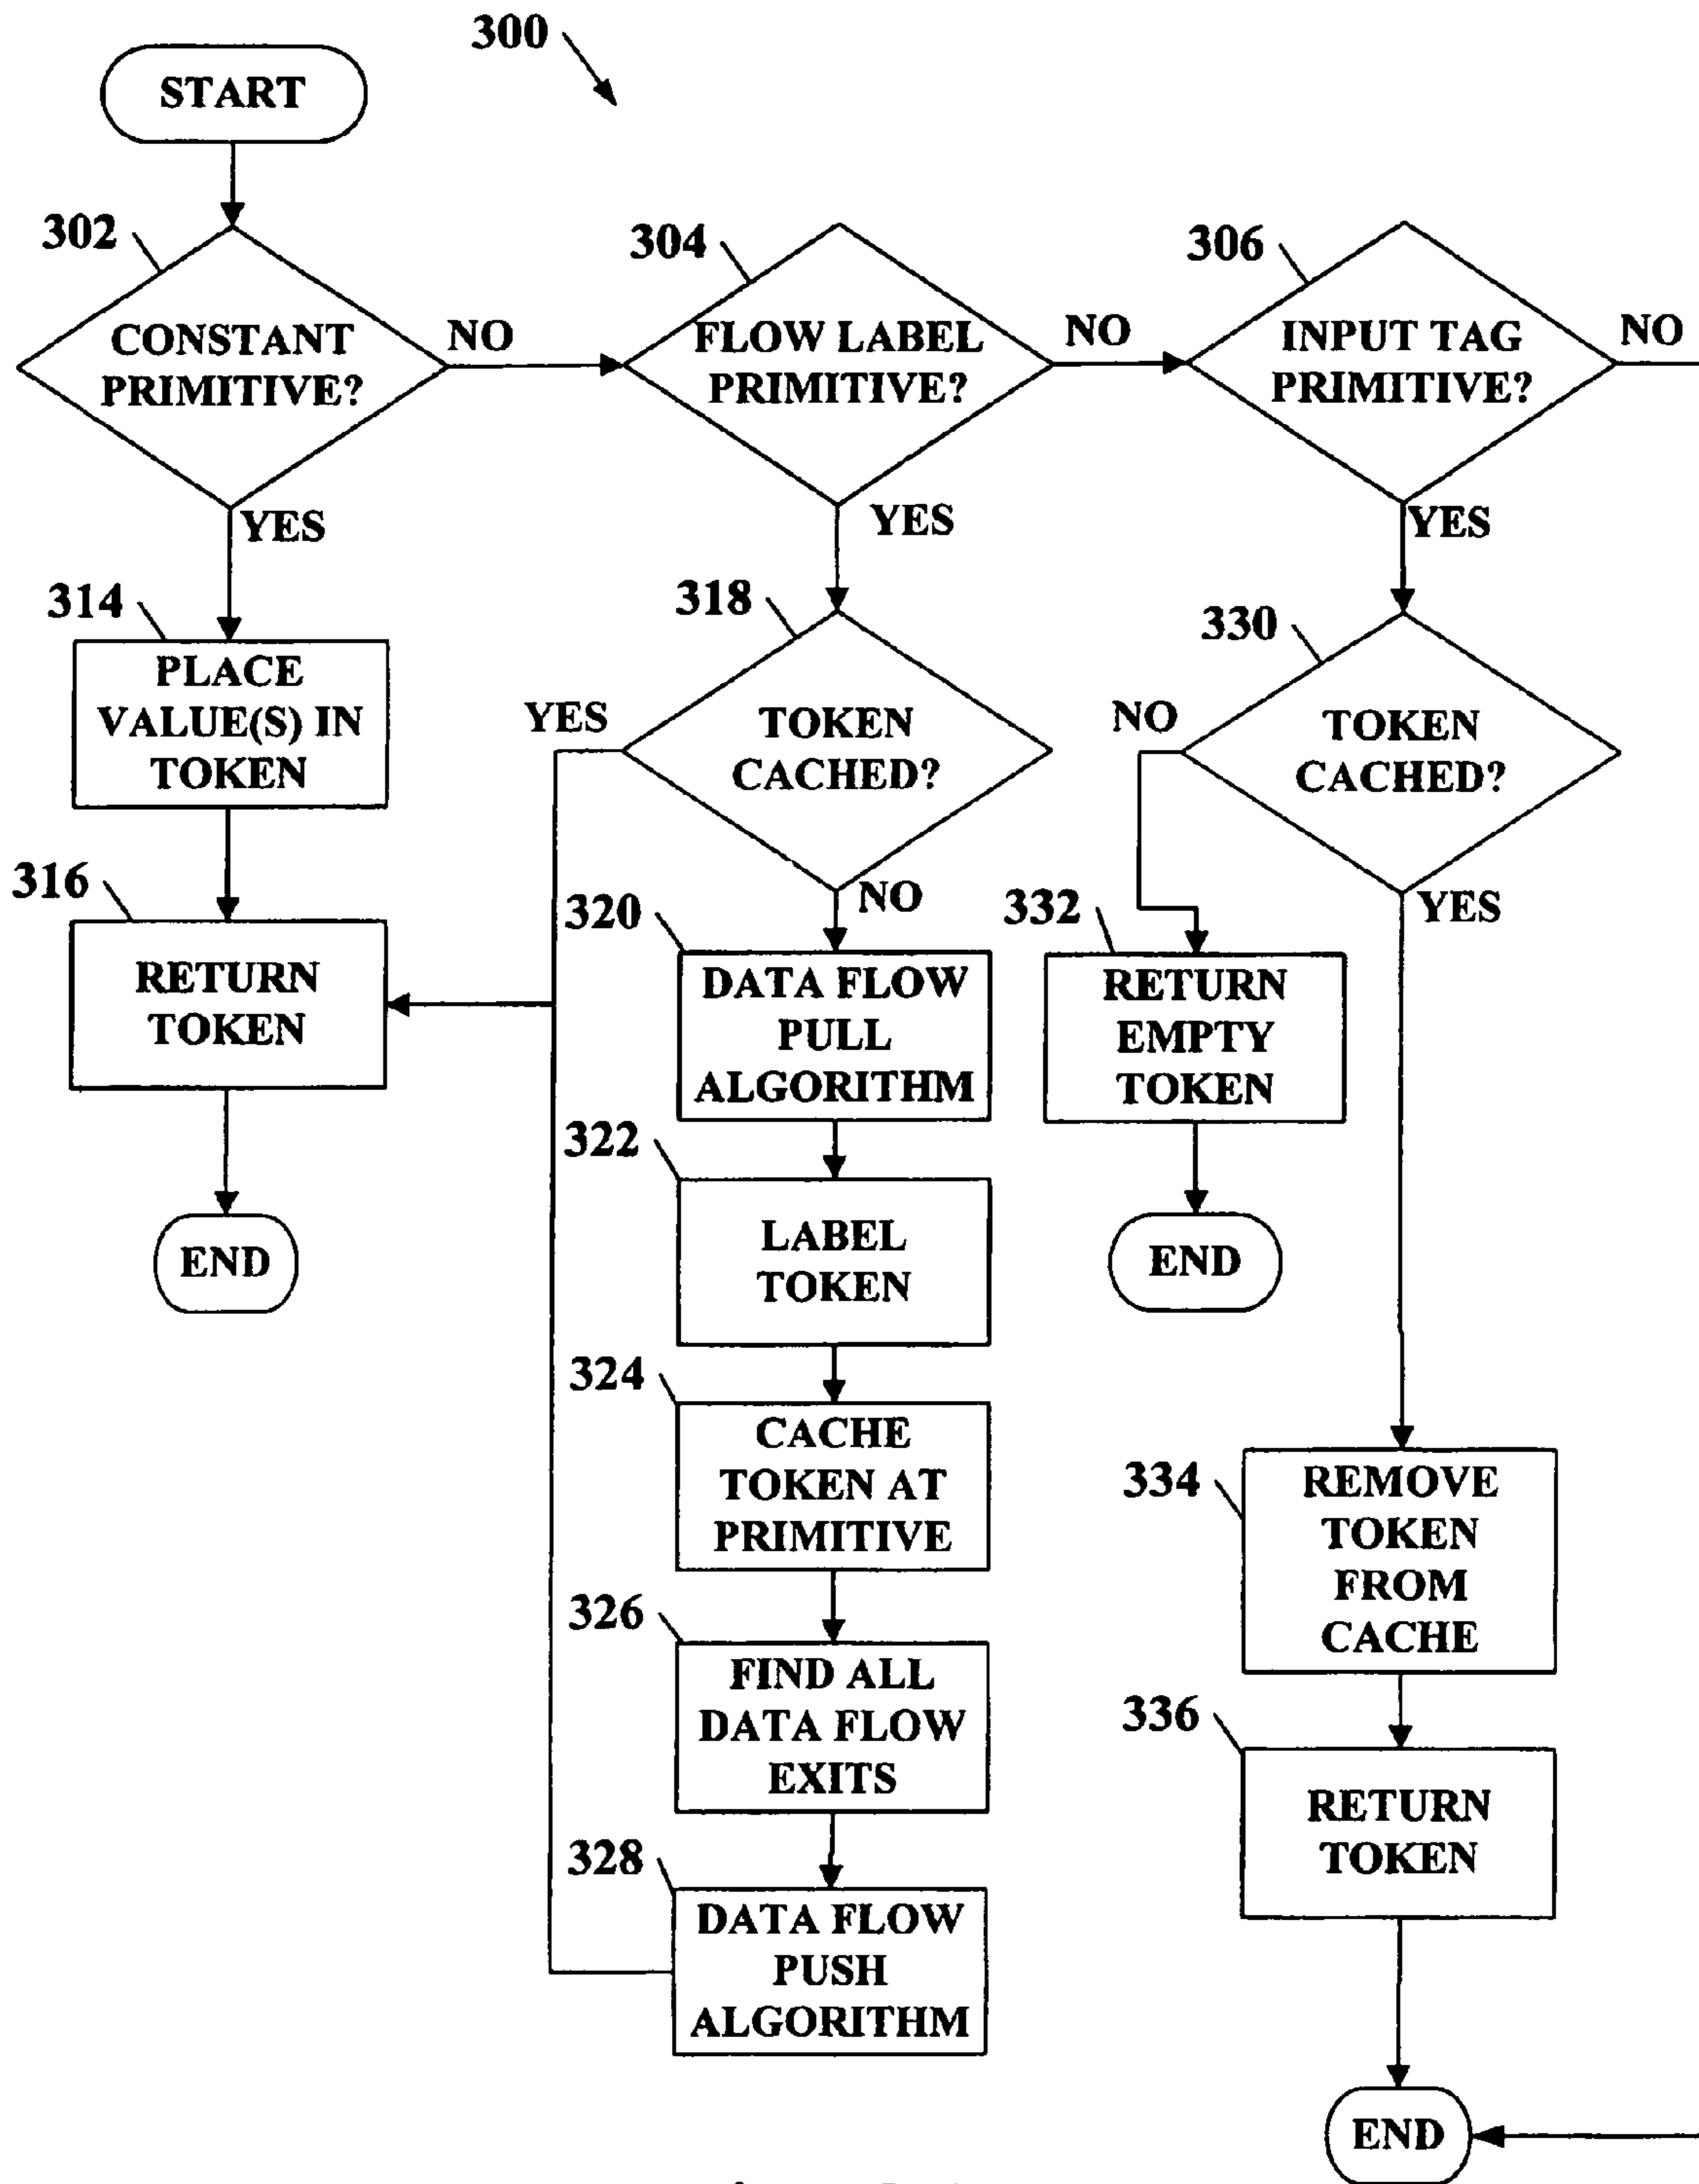 300
START
302
CONSTANT
PRIMITIVE?
NO
YES
304
FLOW LABEL
PRIMITIVE?
NO
YES
306
INPUT TAG
PRIMITIVE?
NO
YES
314
PLACE
VALUE(S) IN
TOKEN
316
RETURN
TOKEN
END
318
TOKEN
CACHED?
YES
NO
320
DATA FLOW
PULL
ALGORITHM
322
LABEL
TOKEN
324
CACHE
TOKEN AT
PRIMITIVE
326
FIND ALL
DATA FLOW
EXITS
328
DATA FLOW
PUSH
ALGORITHM
330
TOKEN
CACHED?
NO
YES
332
RETURN
EMPTY
TOKEN
END
334
REMOVE
TOKEN
FROM
CACHE
336
RETURN
TOKEN
END